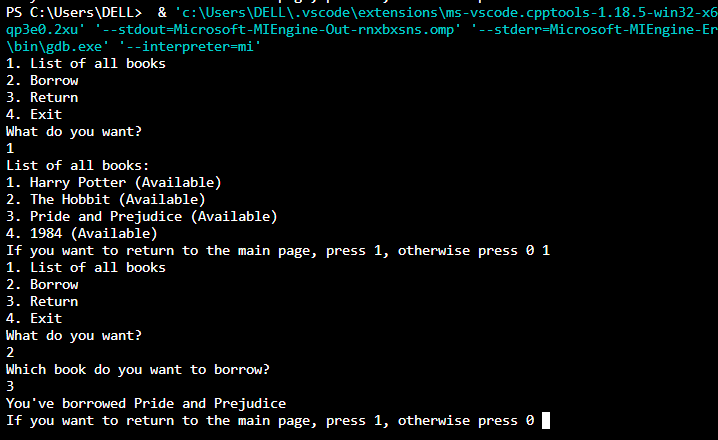 PS C:\Users\DELL>  & 'c:\Users\DELL\.vscode\extensions\ms-vscode.cpptools-1.18.5-win32-x6
qp3e0.2xu' '--stdout=Microsoft-MIEngine-Out-rnxbxsns.omp' '--stderr=Microsoft-MIEngine-Er
\bin\gdb.exe' '--interpreter=mi'
1. List of all books
2. Borrow
3. Return
4. Exit
What do you want?
1
List of all books:
1. Harry Potter (Available)
2. The Hobbit (Available)
3. Pride and Prejudice (Available)
4. 1984 (Available)
If you want to return to the main page, press 1, otherwise press 0 1
1. List of all books
2. Borrow
3. Return
4. Exit
What do you want?
2
Which book do you want to borrow?
3
You've borrowed Pride and Prejudice
If you want to return to the main page, press 1, otherwise press 0